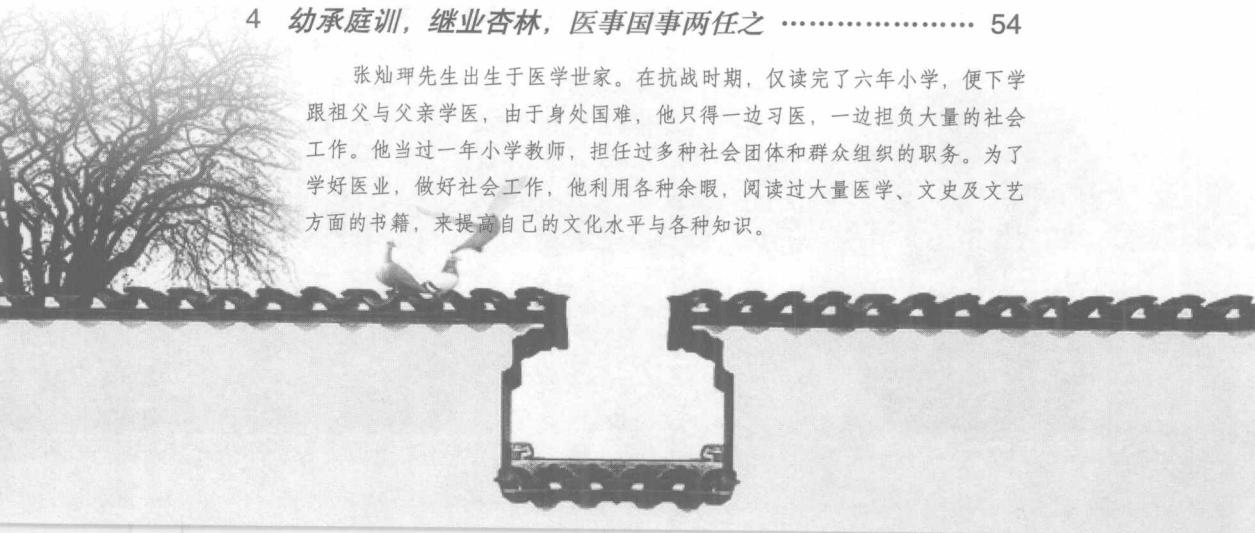 4 幼承庭训，继业杏林，医事国事两任之 …………………… 54
张灿玾先生出生于医学世家。在抗战时期，仅读完了六年小学，便下学
跟祖父与父亲学医，由于身处国难，他只得一边习医，一边担负大量的社会
工作。他当过一年小学教师，担任过多种社会团体和群众组织的职务。为了
学好医业，做好社会工作，他利用各种余暇，阅读过大量医学、文史及文艺
方面的书籍，来提高自己的文化水平与各种知识。